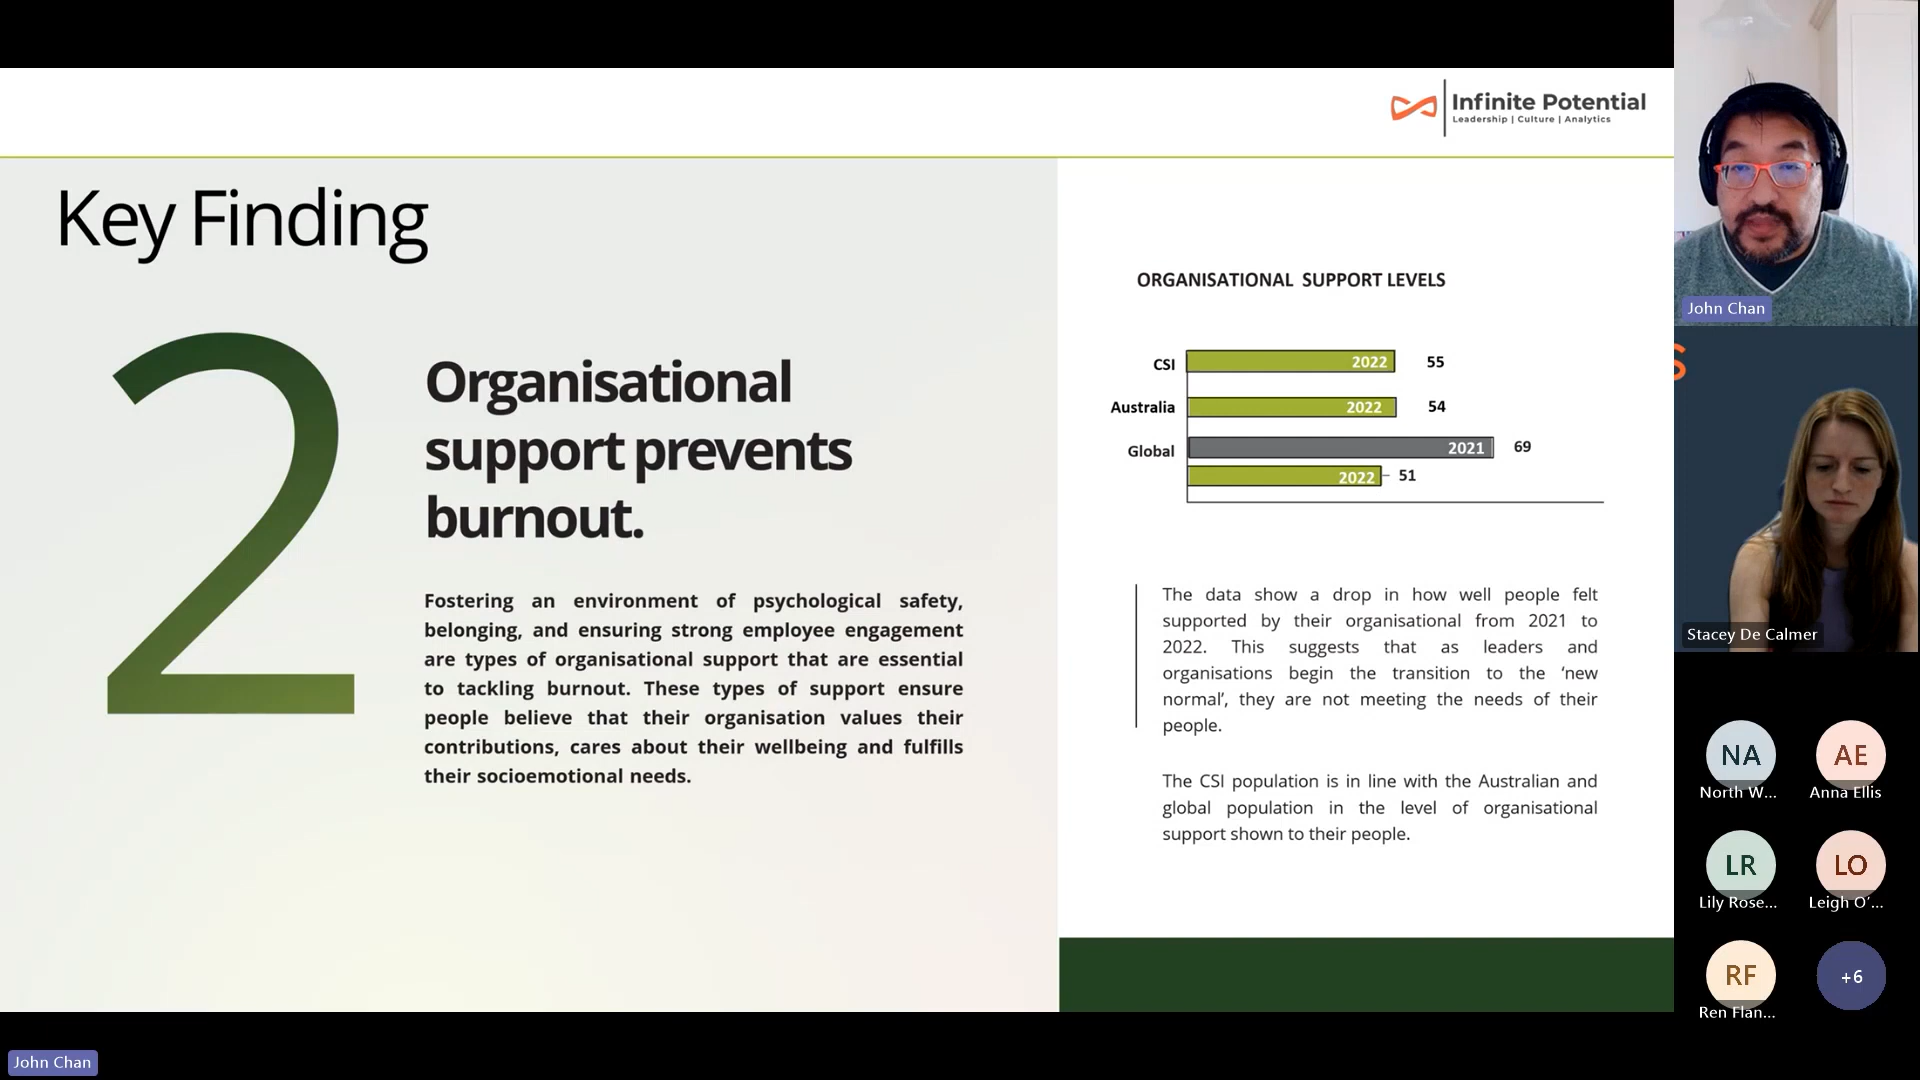 Infinite Potential
Leadership | Culture | Analytics
Key Finding
2
Organisational
support prevents
burnout.
Fostering an environment of psychological safety,
belonging, and ensuring strong employee engagement
are types of organisational support that are essential
to tackling burnout. These types of support ensure
people believe that their organisation values their
contributions, cares about their wellbeing and fulfills
their socioemotional needs.
ORGANISATIONAL SUPPORT LEVELS
CSI 2022 55
Australia 2022 54
Global 2021 69
2022 51
The data show a drop in how well people felt
supported by their organisational from 2021 to
2022. This suggests that as leaders and
organisations begin the transition to the ‘new
normal’, they are not meeting the needs of their
people.
The CSI population is in line with the Australian and
global population in the level of organisational
support shown to their people.
John Chan
S
Stacey De Calmer
NA
North W...
AE
Anna Ellis
LR
Lily Rose...
LO
Leigh O'...
RF
Ren Flan...
+6
John Chan